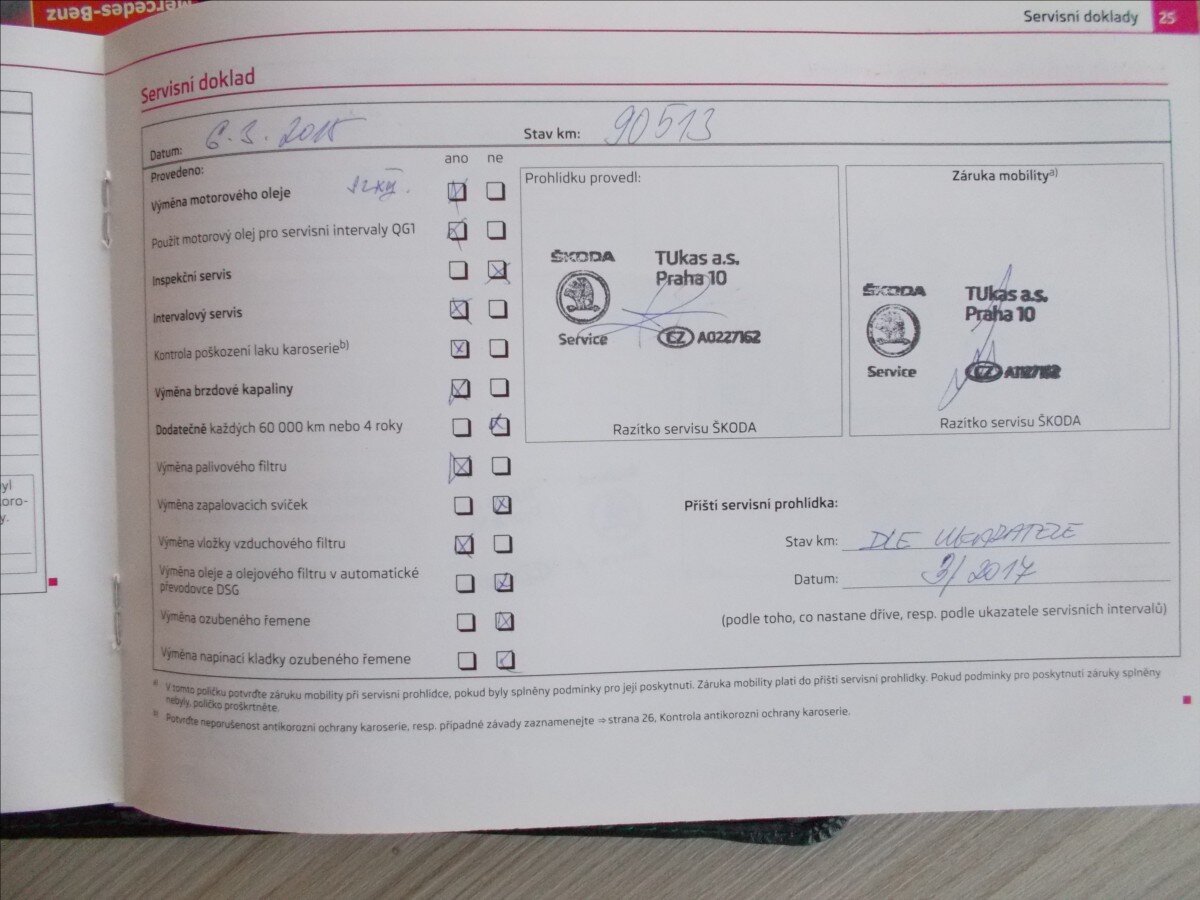 Mercedes-Benz
Servisní doklady 25
Servisní doklad
Datum: 6.3.2015 Stav km: 90513
Provedeno: ano ne
Výměna motorového oleje
Použit motorový olej pro servisní intervaly QG1
Inspekční servis
Intervalový servis
Kontrola poškození laku karoserie b)
Výměna brzdové kapaliny
Dodatečně každých 60 000 km nebo 4 roky
Výměna palivového filtru
Výměna zapalovacích svíček
Výměna vložky vzduchového filtru
Výměna oleje a olejového filtru v automatické
převodovce DSG
Výměna ozubeného řemene
Výměna napínací kladky ozubeného řemene
Prohlídku provedl:
ŠKODA TUkas a.s.
Praha 10
Service CZ A0227162
Razítko servisu ŠKODA
Záruka mobility a)
ŠKODA TUkas a.s.
Praha 10
Service CZ
Razítko servisu ŠKODA
Příští servisní prohlídka:
Stav km: DLE UKAZATELE
Datum: 3/2017
(podle toho, co nastane dříve, resp. podle ukazatele servisních intervalů)
a) V tomto políčku potvrďte záruku mobility při servisní prohlídce, pokud byly splněny podmínky pro její poskytnutí. Záruka mobility platí do příští servisní prohlídky. Pokud podmínky pro poskytnutí záruky splněny
nebyly, políčko proškrtněte.
b) Potvrďte neporušenost antikorozní ochrany karoserie, resp. případné závady zaznamenejte ⇒ strana 26, Kontrola antikorozní ochrany karoserie.